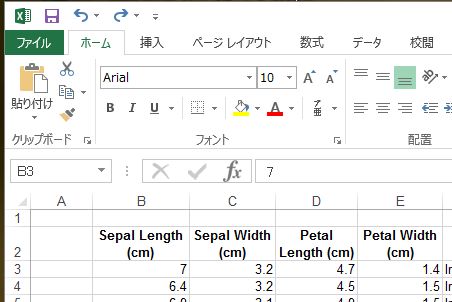 ファイル ホーム 挿入 ページ レイアウト 数式 データ 校閲
Arial 10 A A
貼り付け B I U A
クリップボード フォント 配置
B3 fx 7
A B C D E
1
2 Sepal Length (cm) Sepal Width (cm) Petal Length (cm) Petal Width (cm)
3 7 3.2 4.7 1.4
4 6.4 3.2 4.5 1.5